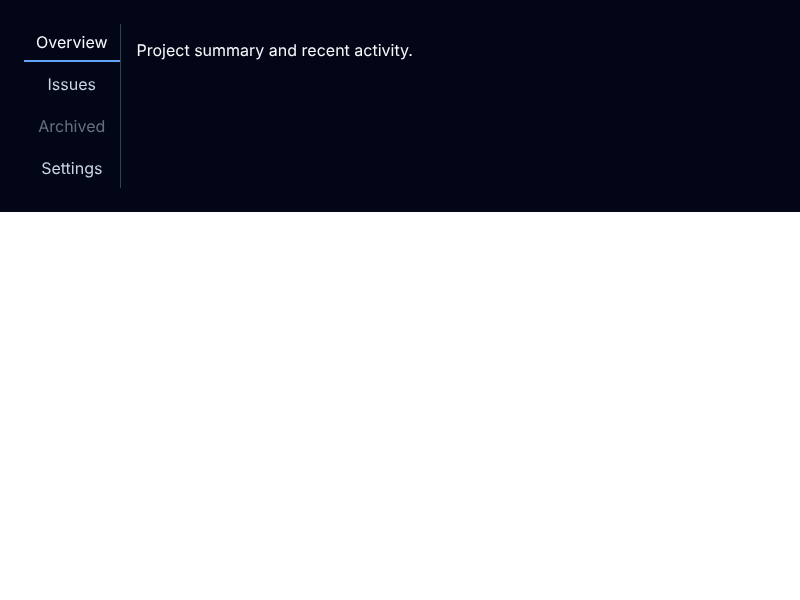 Overview
Issues
Archived
Settings
Project summary and recent activity.